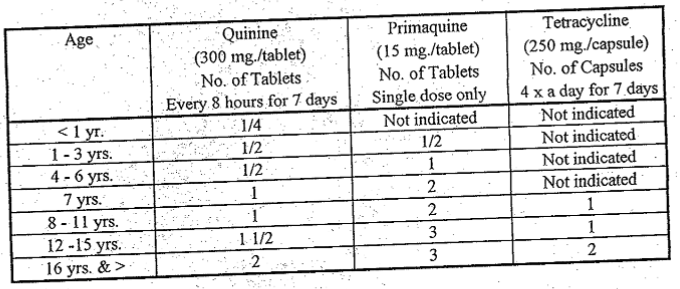 Age
Quinine
(300 mg./tablet)
No. of Tablets
Every 8 hours for 7 days
Primaquine
(15 mg./tablet)
No. of Tablets
Single dose only
Tetracycline
(250 mg./capsule)
No. of Capsules
4 x a day for 7 days
< 1 yr. 1/4 Not indicated Not indicated
1 - 3 yrs. 1/2 1/2 Not indicated
4 - 6 yrs. 1/2 1 Not indicated
7 yrs. 1 2 Not indicated
8 - 11 yrs. 1 2 1
12 -15 yrs. 1 1/2 3 1
16 yrs. & > 2 3 2